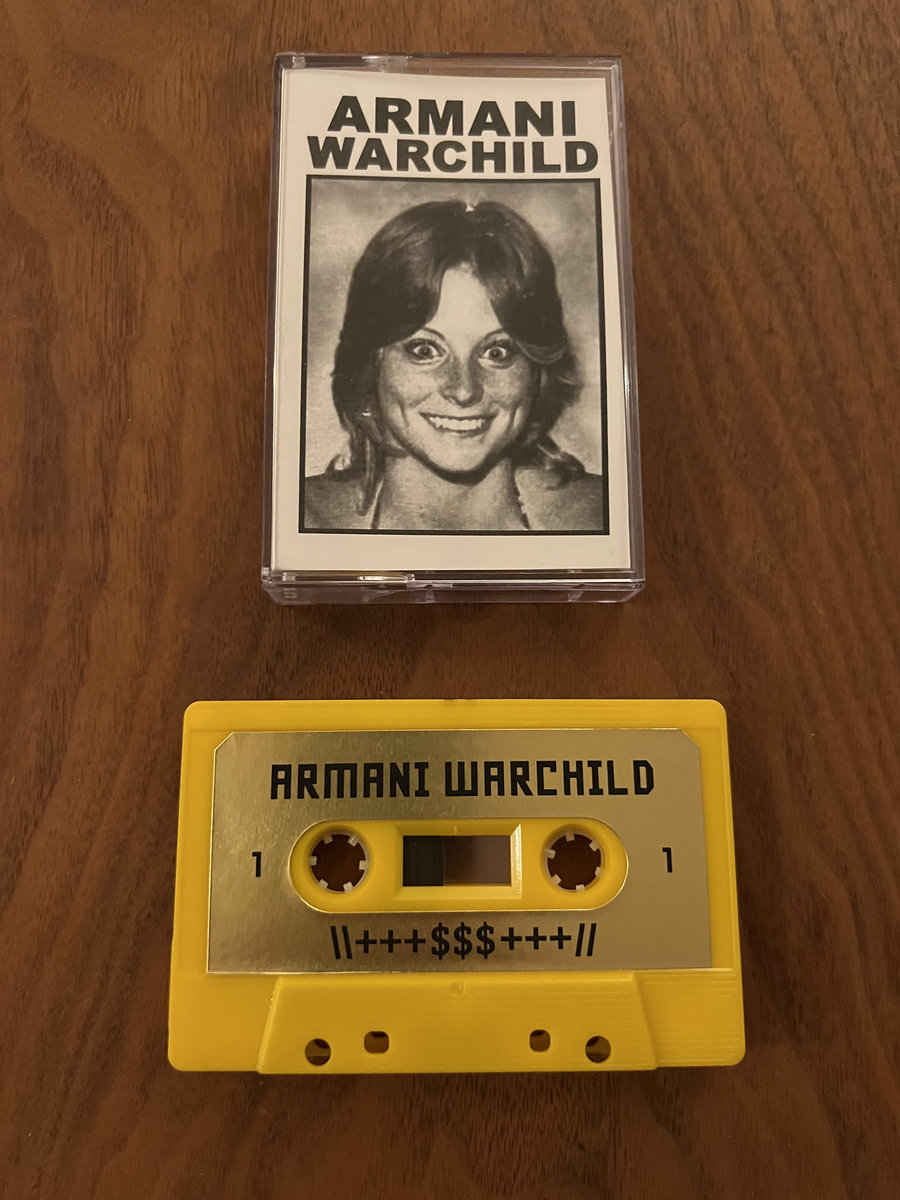 ARMANI
WARCHILD
ARMANI WARCHILD
1 1
\\+++$$$+++//